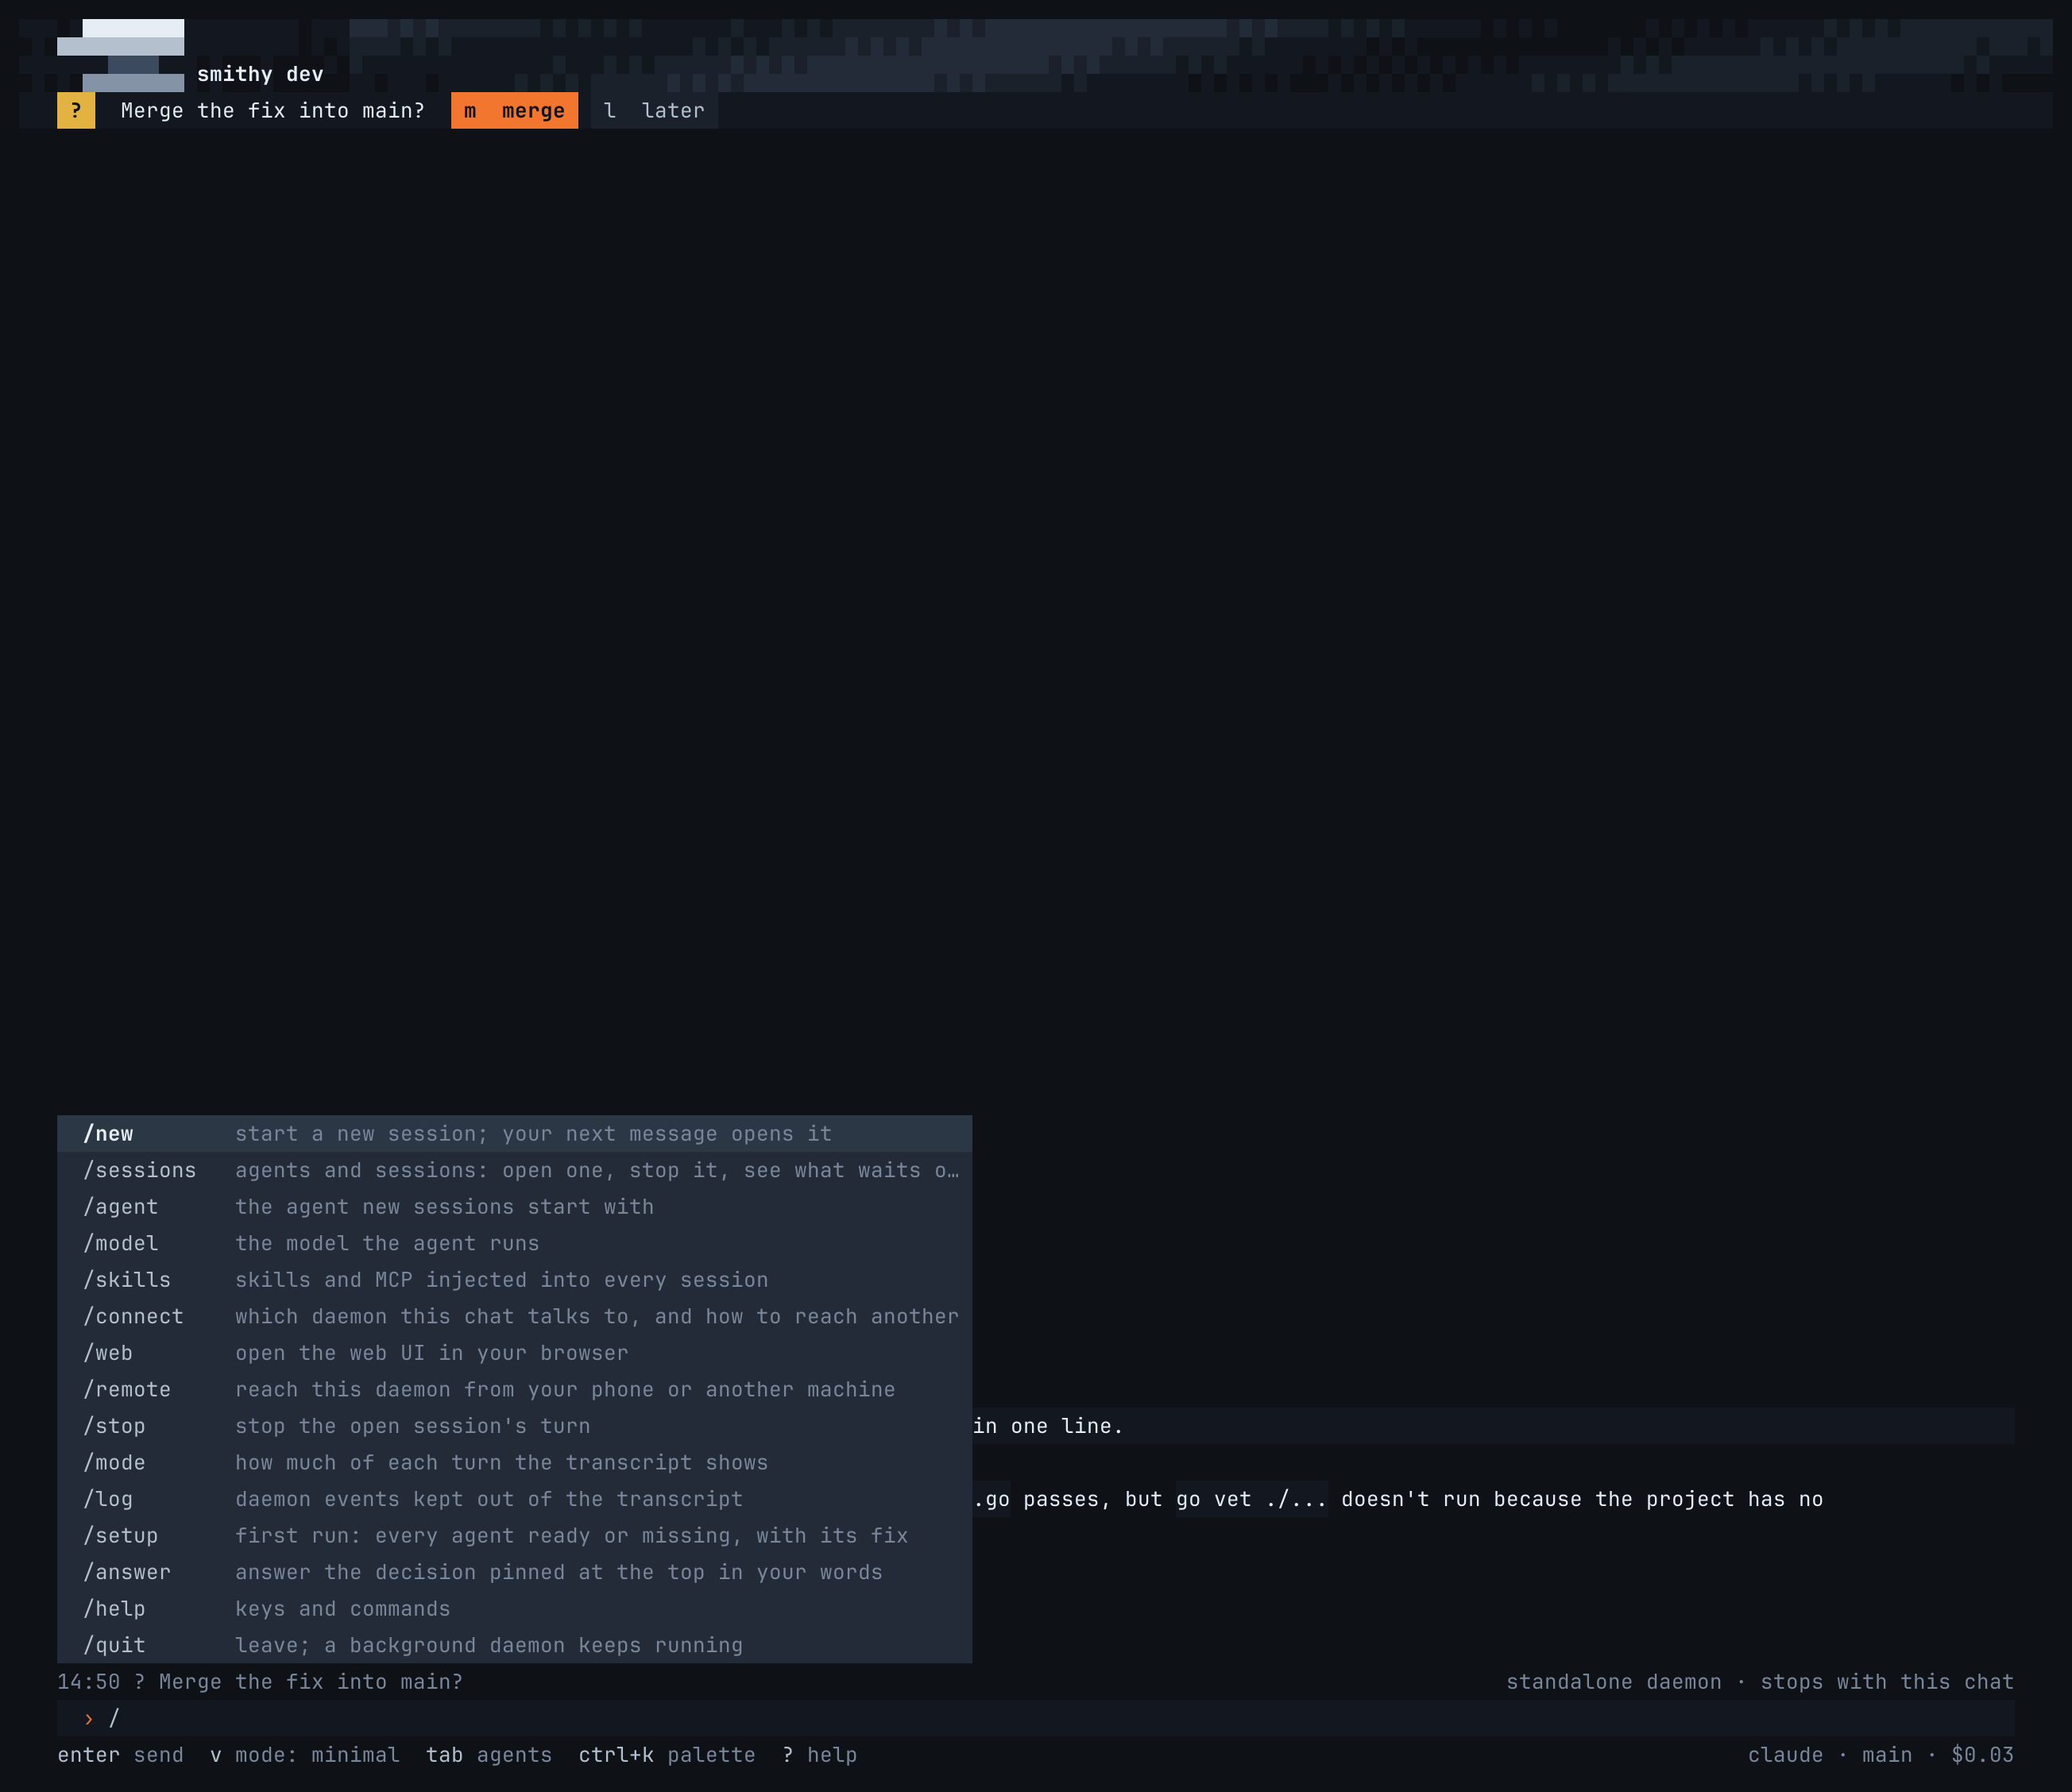 smithy dev
? Merge the fix into main? m merge l later
/new start a new session; your next message opens it
/sessions agents and sessions: open one, stop it, see what waits o…
/agent the agent new sessions start with
/model the model the agent runs
/skills skills and MCP injected into every session
/connect which daemon this chat talks to, and how to reach another
/web open the web UI in your browser
/remote reach this daemon from your phone or another machine
/stop stop the open session's turn in one line.
/mode how much of each turn the transcript shows
/log daemon events kept out of the transcript .go passes, but go vet ./... doesn't run because the project has no
/setup first run: every agent ready or missing, with its fix
/answer answer the decision pinned at the top in your words
/help keys and commands
/quit leave; a background daemon keeps running
14:50 ? Merge the fix into main? standalone daemon · stops with this chat
› /
enter send v mode: minimal tab agents ctrl+k palette ? help claude · main · $0.03